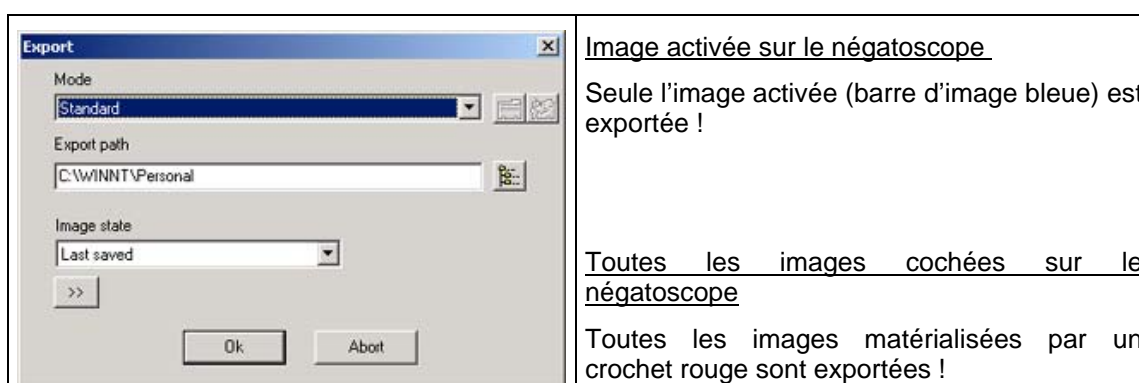 Export
Mode
Standard
Export path
C:\WINNT\Personal
Image state
Last saved
>>
Ok
Abort
Image activée sur le négatoscope
Seule l'image activée (barre d'image bleue) est
exportée !
Toutes les images cochées sur le
négatoscope
Toutes les images matérialisées par un
crochet rouge sont exportées !